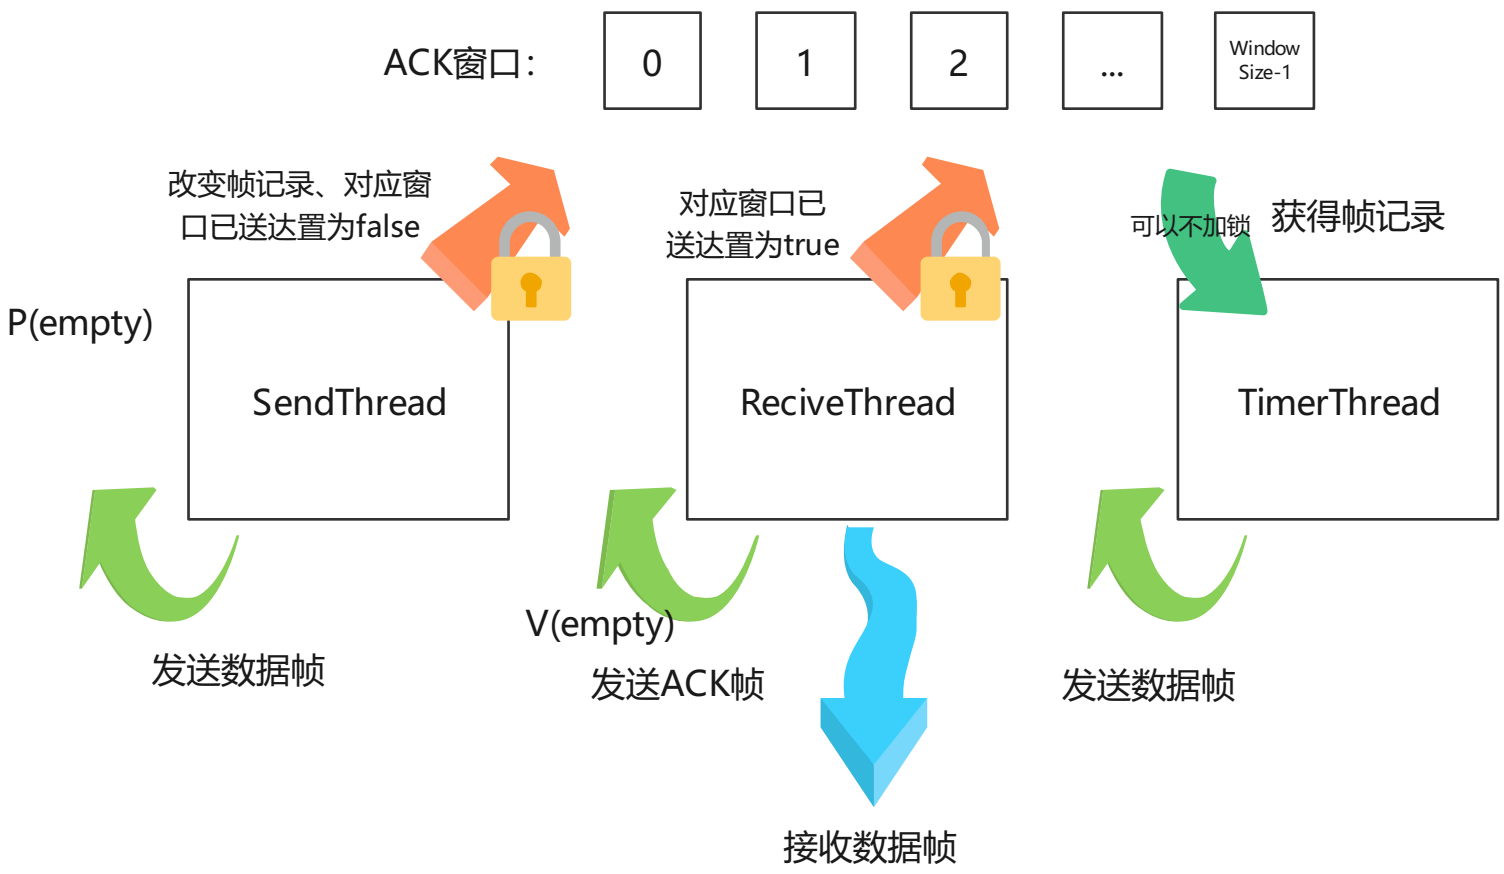 ACK窗口：
0
1
2
...
Window
Size-1
改变帧记录、对应窗
口已送达置为false
对应窗口已
送达置为true
可以不加锁
获得帧记录
P(empty)
SendThread
ReciveThread
TimerThread
V(empty)
发送数据帧
发送ACK帧
发送数据帧
接收数据帧